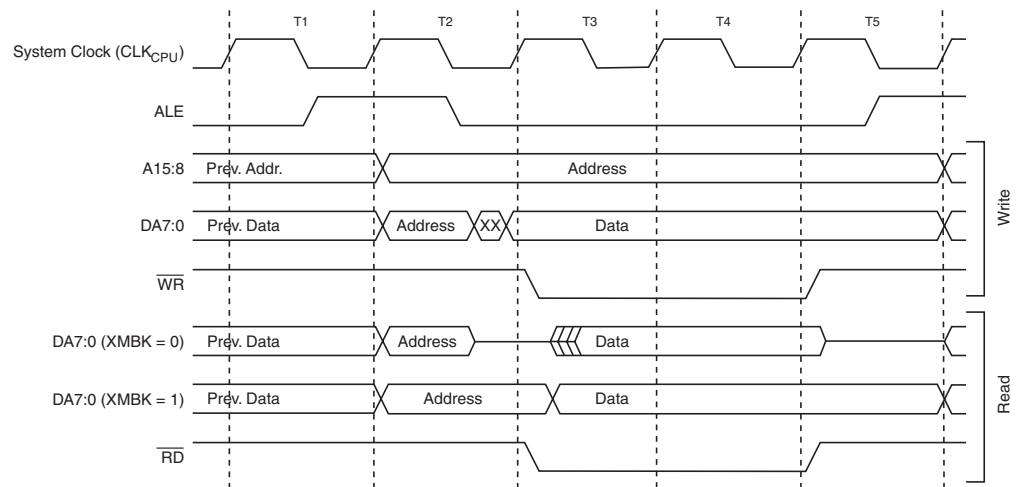 T1 T2 T3 T4 T5
System Clock (CLKCPU)
ALE
A15:8 Prev. Addr. Address
DA7:0 Prev. Data Address XX Data
WR
Write
DA7:0 (XMBK = 0) Prev. Data Address Data
DA7:0 (XMBK = 1) Prev. Data Address Data
RD
Read